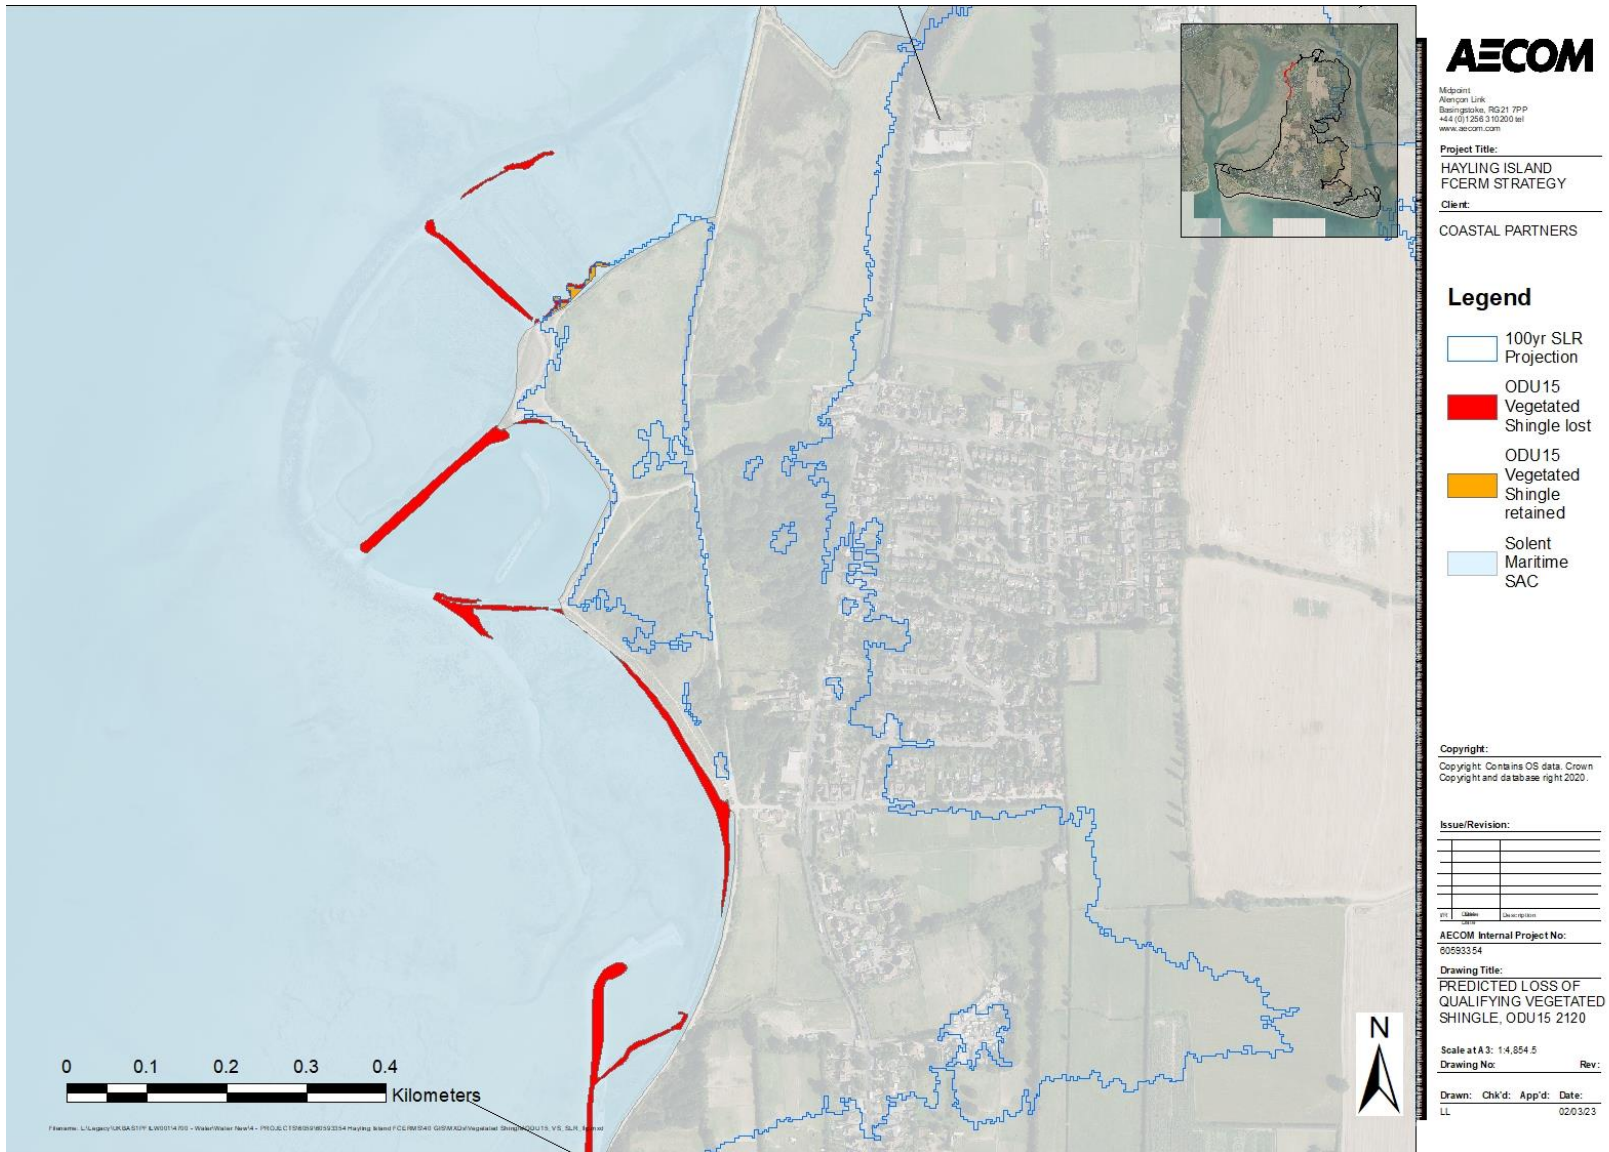 AECOM
Midpoint
Alençon Link
Basingstoke, RG21 7PP
+44 (0)1256 310200 tel
www.aecom.com
Project Title:
HAYLING ISLAND
FCERM STRATEGY
Client:
COASTAL PARTNERS
Legend
100yr SLR
Projection
ODU15
Vegetated
Shingle lost
ODU15
Vegetated
Shingle
retained
Solent
Maritime
SAC
Copyright:
Copyright: Contains OS data. Crown
Copyright and database right 2020.
Issue/Revision:
Description
AECOM Internal Project No:
60593354
Drawing Title:
PREDICTED LOSS OF
QUALIFYING VEGETATED
SHINGLE, ODU15 2120
Scale at A3: 1:4,854.5
Drawing No: Rev:
Drawn: Chk'd: App'd: Date:
LL 02/03/23
N
0 0.1 0.2 0.3 0.4
Kilometers